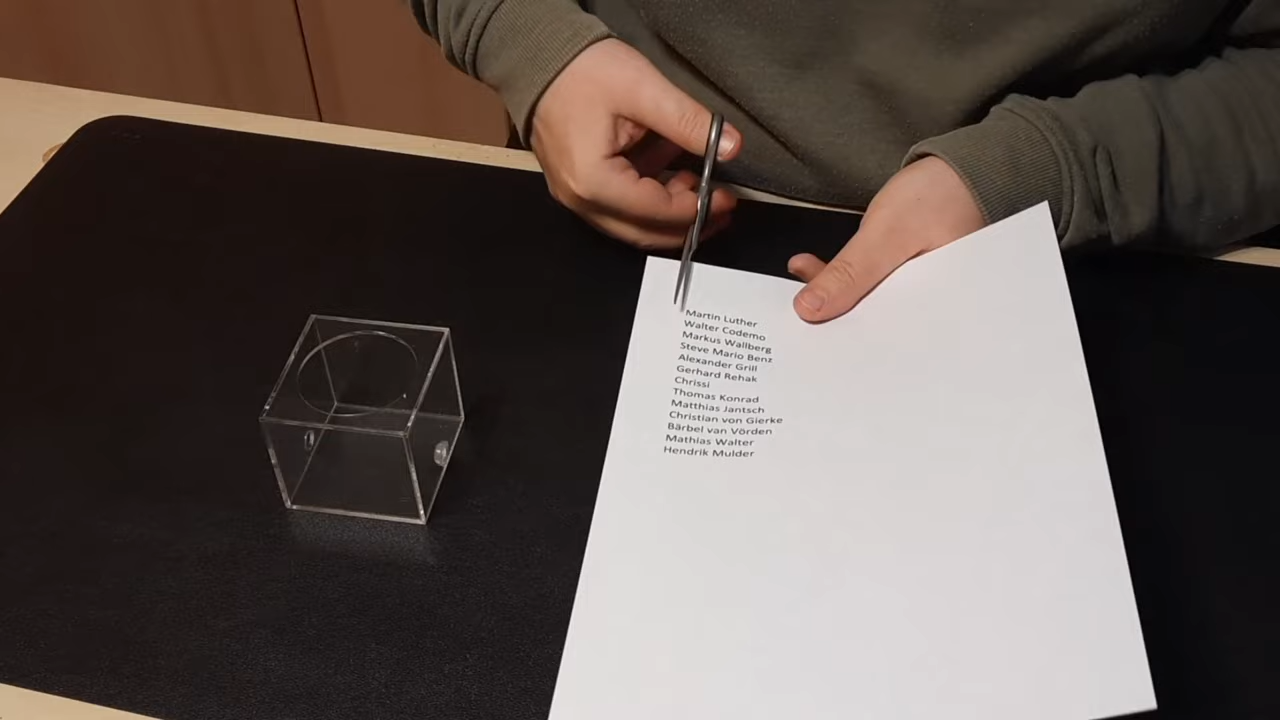 Martin Luther
Walter Codemo
Markus Wallberg
Steve Mario Benz
Alexander Grill
Gerhard Rehak
Chrissi
Thomas Konrad
Matthias Jantsch
Christian von Gierke
Bärbel van Vörden
Mathias Walter
Hendrik Mulder